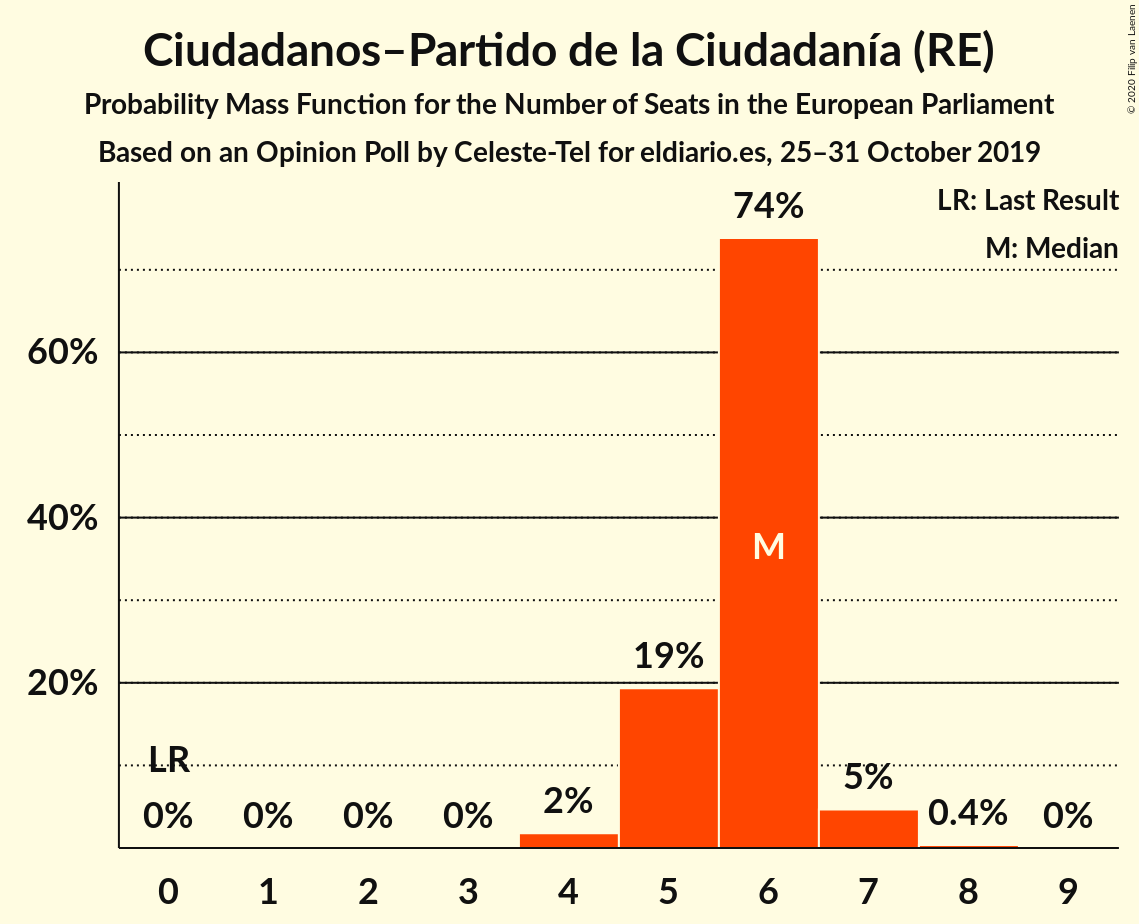 Ciudadanos–Partido de la Ciudadanía (RE)
Probability Mass Function for the Number of Seats in the European Parliament
Based on an Opinion Poll by Celeste-Tel for eldiario.es, 25–31 October 2019
© 2020 Filip van Laenen
LR: Last Result
M: Median
74%
60%
40%
M
19%
20%
LR
0%
0%
0%
0%
2%
5%
0.4%
0%
0 1 2 3 4 5 6 7 8 9